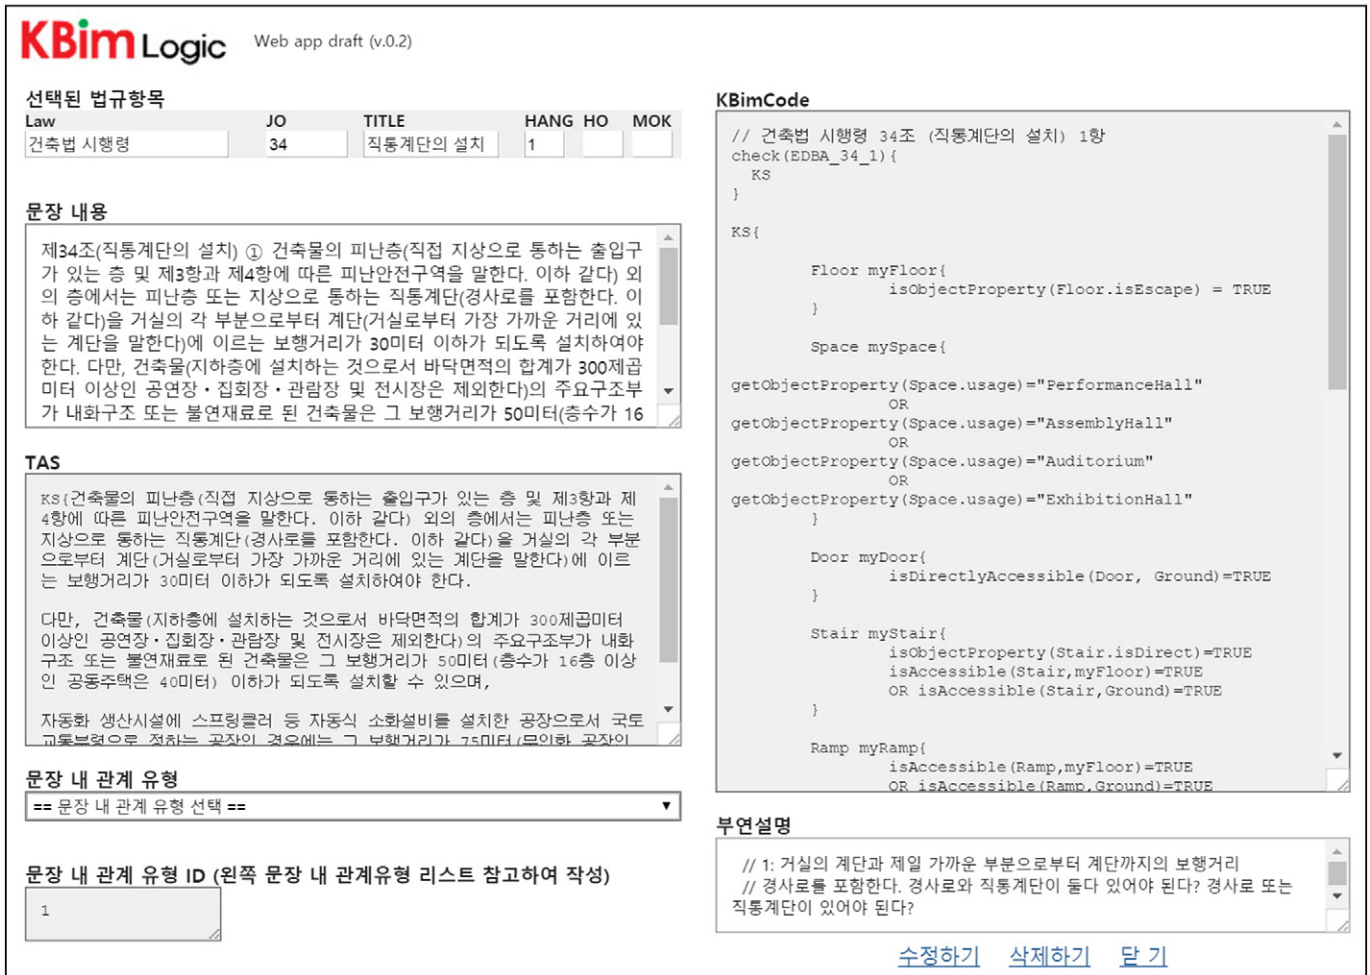 KBim Logic Web app draft (v.0.2)
선택된 법규항목
Law JO TITLE HANG HO MOK
건축법 시행령 34 직통계단의 설치 1
문장 내용
제34조(직통계단의 설치) ① 건축물의 피난층(직접 지상으로 통하는 출입구
가 있는 층 및 제3항과 제4항에 따른 피난안전구역을 말한다. 이하 같다) 외
의 층에서는 피난층 또는 지상으로 통하는 직통계단(경사로를 포함한다. 이
하 같다)을 거실의 각 부분으로부터 계단(거실로부터 가장 가까운 거리에 있
는 계단을 말한다)에 이르는 보행거리가 30미터 이하가 되도록 설치하여야
한다. 다만, 건축물(지하층에 설치하는 것으로서 바닥면적의 합계가 300제곱
미터 이상인 공연장・집회장・관람장 및 전시장은 제외한다)의 주요구조부
가 내화구조 또는 불연재료로 된 건축물은 그 보행거리가 50미터(층수가 16
TAS
KS{건축물의 피난층(직접 지상으로 통하는 출입구가 있는 층 및 제3항과 제
4항에 따른 피난안전구역을 말한다. 이하 같다) 외의 층에서는 피난층 또는
지상으로 통하는 직통계단(경사로를 포함한다. 이하 같다)을 거실의 각 부분
으로부터 계단(거실로부터 가장 가까운 거리에 있는 계단을 말한다)에 이르
는 보행거리가 30미터 이하가 되도록 설치하여야 한다.
다만, 건축물(지하층에 설치하는 것으로서 바닥면적의 합계가 300제곱미터
이상인 공연장・집회장・관람장 및 전시장은 제외한다)의 주요구조부가 내화
구조 또는 불연재료로 된 건축물은 그 보행거리가 50미터(층수가 16층 이상
인 공동주택은 40미터) 이하가 되도록 설치할 수 있으며,
자동화 생산시설에 스프링클러 등 자동식 소화설비를 설치한 공장으로서 국토
교통부령으로 정하는 공장인 경우에는 그 보행거리가 75미터(무인화 공장인
문장 내 관계 유형
== 문장 내 관계 유형 선택 ==
문장 내 관계 유형 ID (왼쪽 문장 내 관계유형 리스트 참고하여 작성)
1
KBimCode
// 건축법 시행령 34조 (직통계단의 설치) 1항
check(EDBA_34_1){
KS
}
KS{
Floor myFloor{
isObjectProperty(Floor.isEscape) = TRUE
}
Space mySpace{
getObjectProperty(Space.usage)="PerformanceHall"
OR
getObjectProperty(Space.usage)="AssemblyHall"
OR
getObjectProperty(Space.usage)="Auditorium"
OR
getObjectProperty(Space.usage)="ExhibitionHall"
}
Door myDoor{
isDirectlyAccessible(Door, Ground)=TRUE
}
Stair myStair{
isObjectProperty(Stair.isDirect)=TRUE
isAccessible(Stair,myFloor)=TRUE
OR isAccessible(Stair,Ground)=TRUE
}
Ramp myRamp{
isAccessible(Ramp,myFloor)=TRUE
OR isAccessible(Ramp,Ground)=TRUE
부연설명
// 1: 거실의 계단과 제일 가까운 부분으로부터 계단까지의 보행거리
// 경사로를 포함한다. 경사로와 직통계단이 둘다 있어야 된다? 경사로 또는
직통계단이 있어야 된다?
수정하기 삭제하기 닫 기